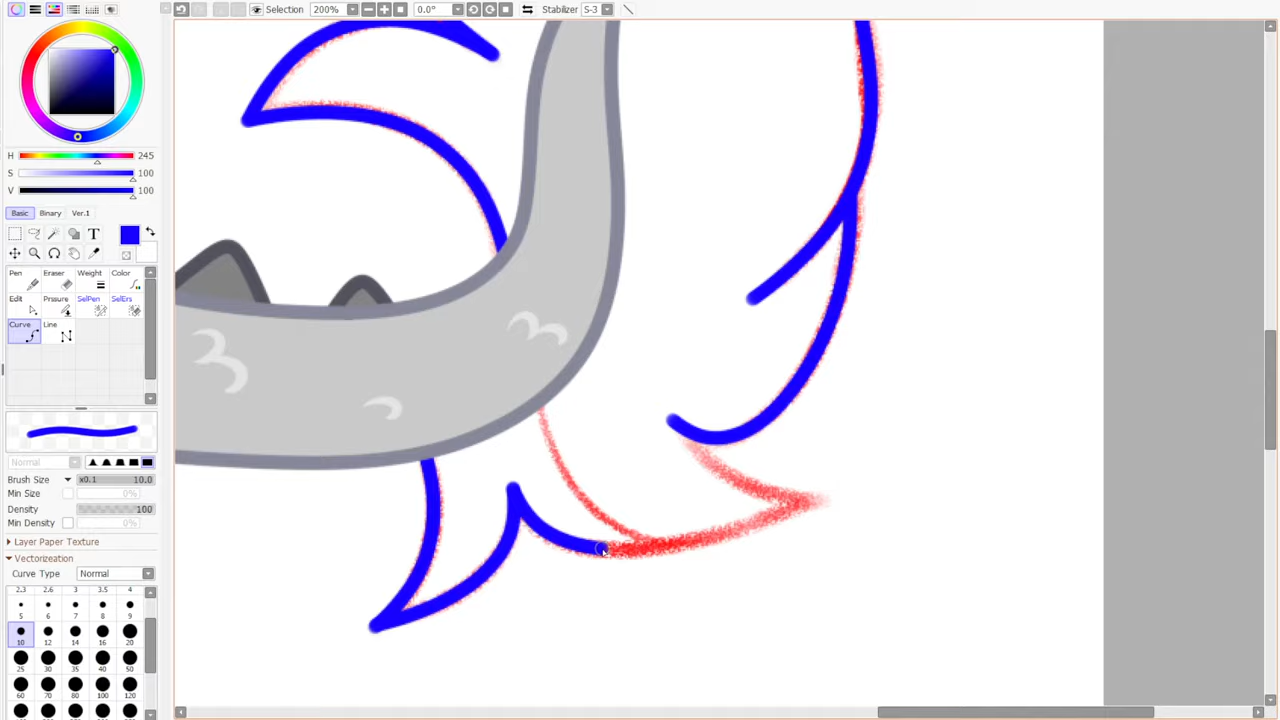 Selection 200% 0.0° Stabilizer S-3
H 245
S 100
V 100
Basic Binary Ver.1
T
Pen Eraser Weight Color
Edit Prssure SelPen SelErs
Curve Line
Normal
Brush Size x0.1 10.0
Min Size 0%
Density 100
Min Density 0%
Layer Paper Texture
Vectorizeation
Curve Type Normal
2.3 2.6 3 3.5 4
5 6 7 8 9
10 12 14 16 20
25 30 35 40 50
60 70 80 100 120